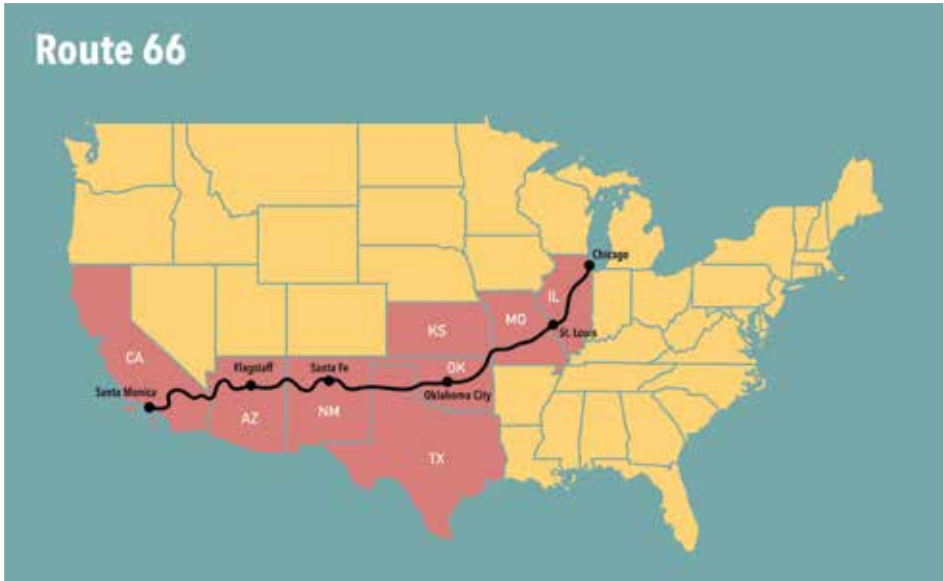 Route 66
Chicago
IL
MO
St. Louis
KS
CA
Flagstaff
Santa Fe
OK
Santa Monica
Oklahoma City
AZ
NM
TX